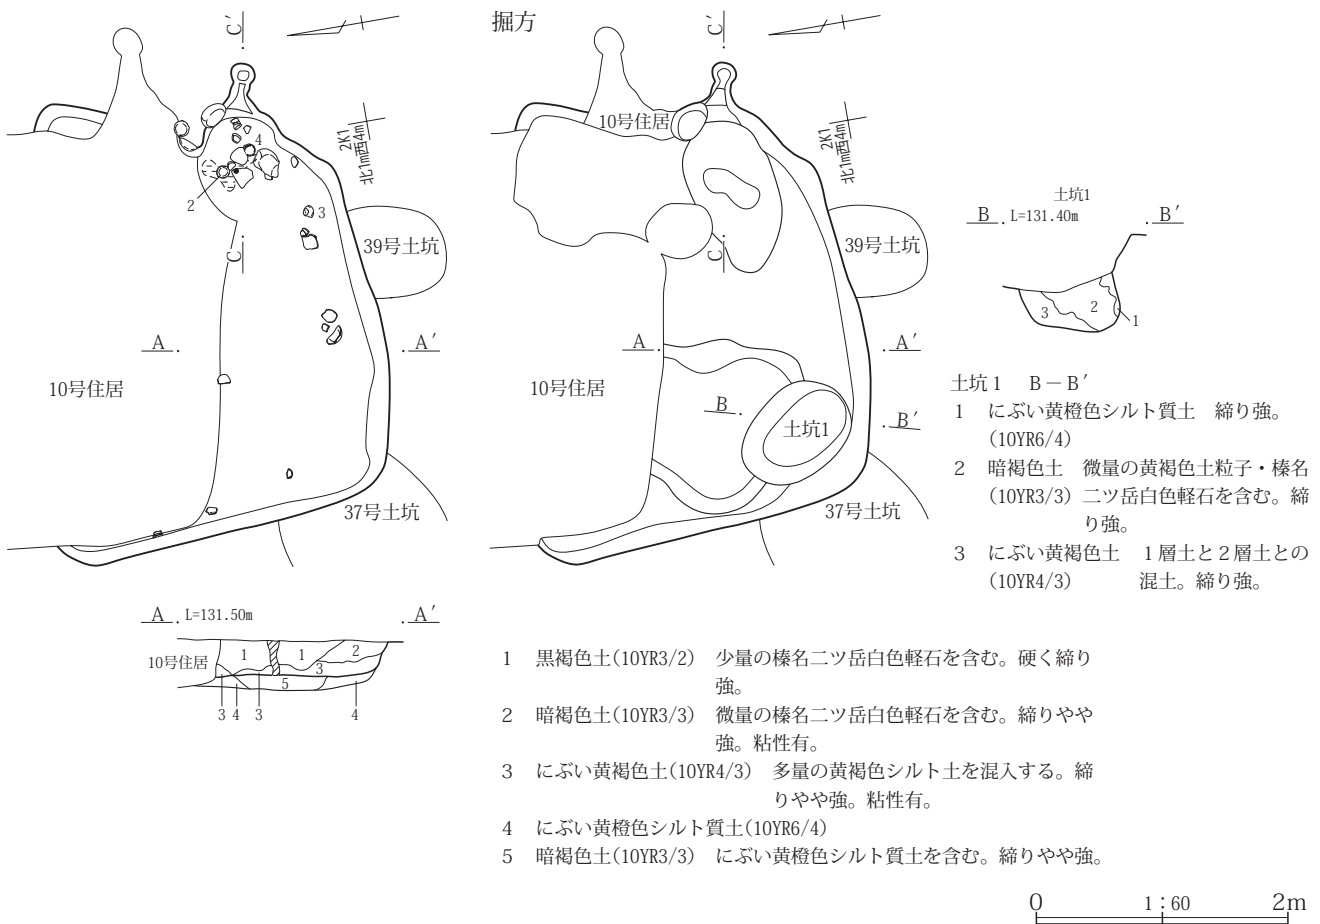 C′
4
2K1
北1m西4m
2
3
C
39号土坑
A
A′
10号住居
37号土坑
掘方
C′
10号住居
2K1
北1m西4m
C
39号土坑
A
A′
10号住居
B
B′
土坑1
37号土坑
土坑1
B L=131.40m B′
3
2
1
土坑1 B－B′
1 にぶい黄橙色シルト質土 締り強。
(10YR6/4)
2 暗褐色土 微量の黄褐色土粒子・榛名
(10YR3/3) 二ツ岳白色軽石を含む。締
り強。
3 にぶい黄褐色土 1層土と2層土との
(10YR4/3) 混土。締り強。
A L=131.50m A′
10号住居
1
1
2
3
5
3 4 3 4
1 黒褐色土(10YR3/2) 少量の榛名二ツ岳白色軽石を含む。硬く締り
強。
2 暗褐色土(10YR3/3) 微量の榛名二ツ岳白色軽石を含む。締りやや
強。粘性有。
3 にぶい黄褐色土(10YR4/3) 多量の黄褐色シルト土を混入する。締
りやや強。粘性有。
4 にぶい黄橙色シルト質土(10YR6/4)
5 暗褐色土(10YR3/3) にぶい黄橙色シルト質土を含む。締りやや強。
0 1：60 2m